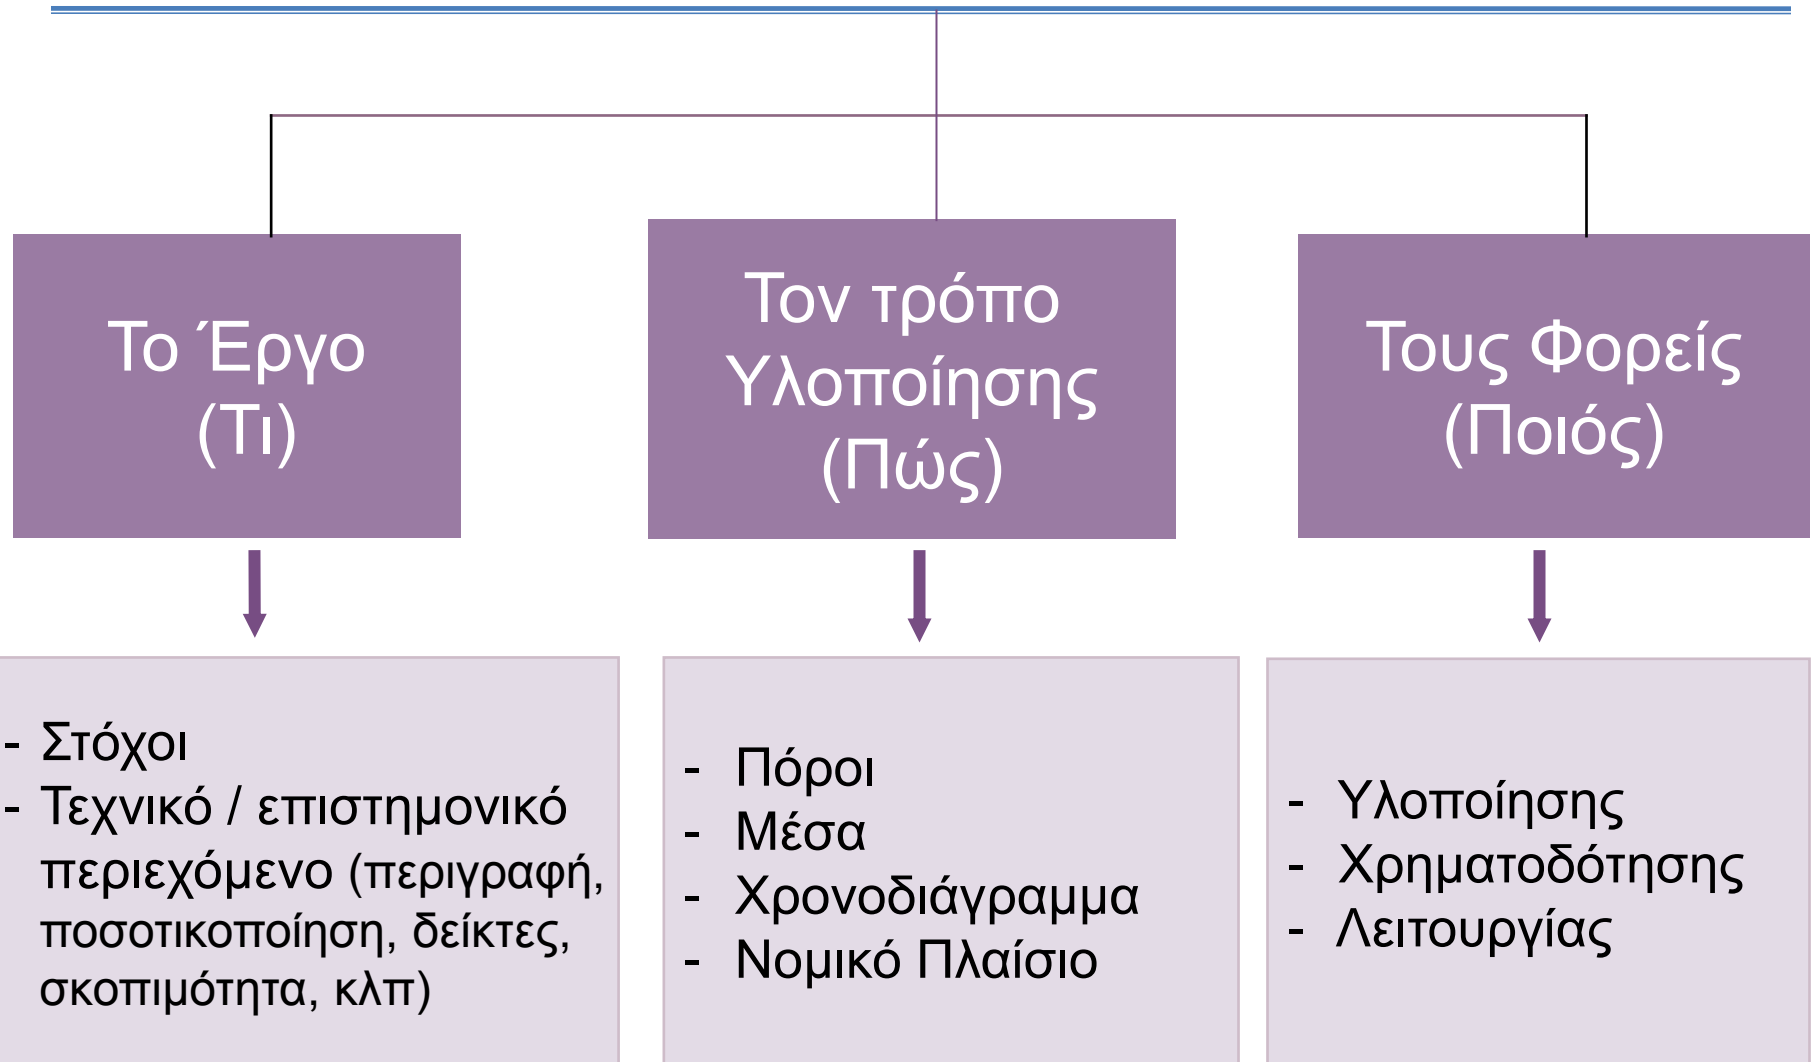 Το Έργο
(Τι)
Τον τρόπο
Υλοποίησης
(Πώς)
Τους Φορείς
(Ποιός)
- Στόχοι
- Τεχνικό / επιστημονικό
περιεχόμενο (περιγραφή,
ποσοτικοποίηση, δείκτες,
σκοπιμότητα, κλπ)
- Πόροι
- Μέσα
- Χρονοδιάγραμμα
- Νομικό Πλαίσιο
- Υλοποίησης
- Χρηματοδότησης
- Λειτουργίας